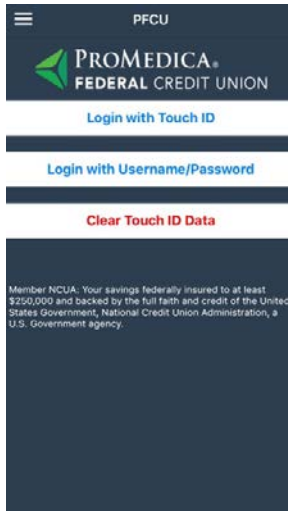 PFCU
PROMEDICA®
FEDERAL CREDIT UNION
Login with Touch ID
Login with Username/Password
Clear Touch ID Data
Member NCUA: Your savings federally insured to at least
$250,000 and backed by the full faith and credit of the United
States Government, National Credit Union Administration, a
U.S. Government agency.